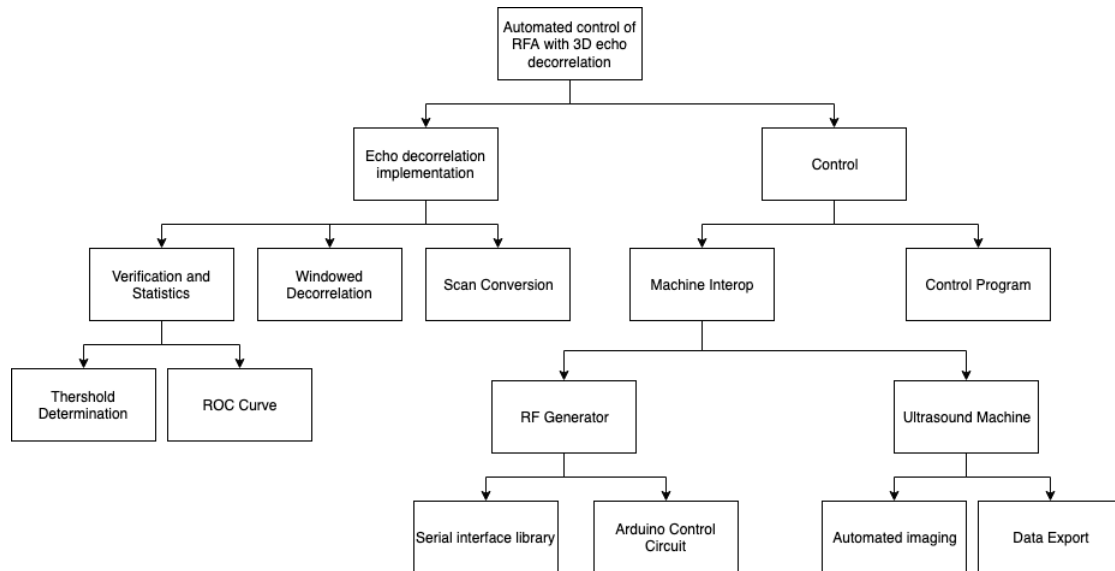 Automated control of
RFA with 3D echo
decorrelation
Echo decorrelation
implementation
Control
Verification and
Statistics
Windowed
Decorrelation
Scan Conversion
Machine Interop
Control Program
Thershold
Determination
ROC Curve
RF Generator
Ultrasound Machine
Serial interface library
Arduino Control
Circuit
Automated imaging
Data Export